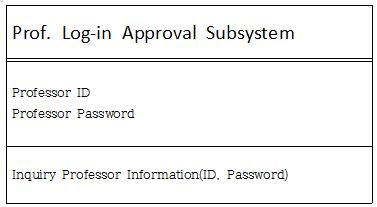 Prof. Log-in Approval Subsystem
Professor ID
Professor Password
Inquiry Professor Information(ID, Password)